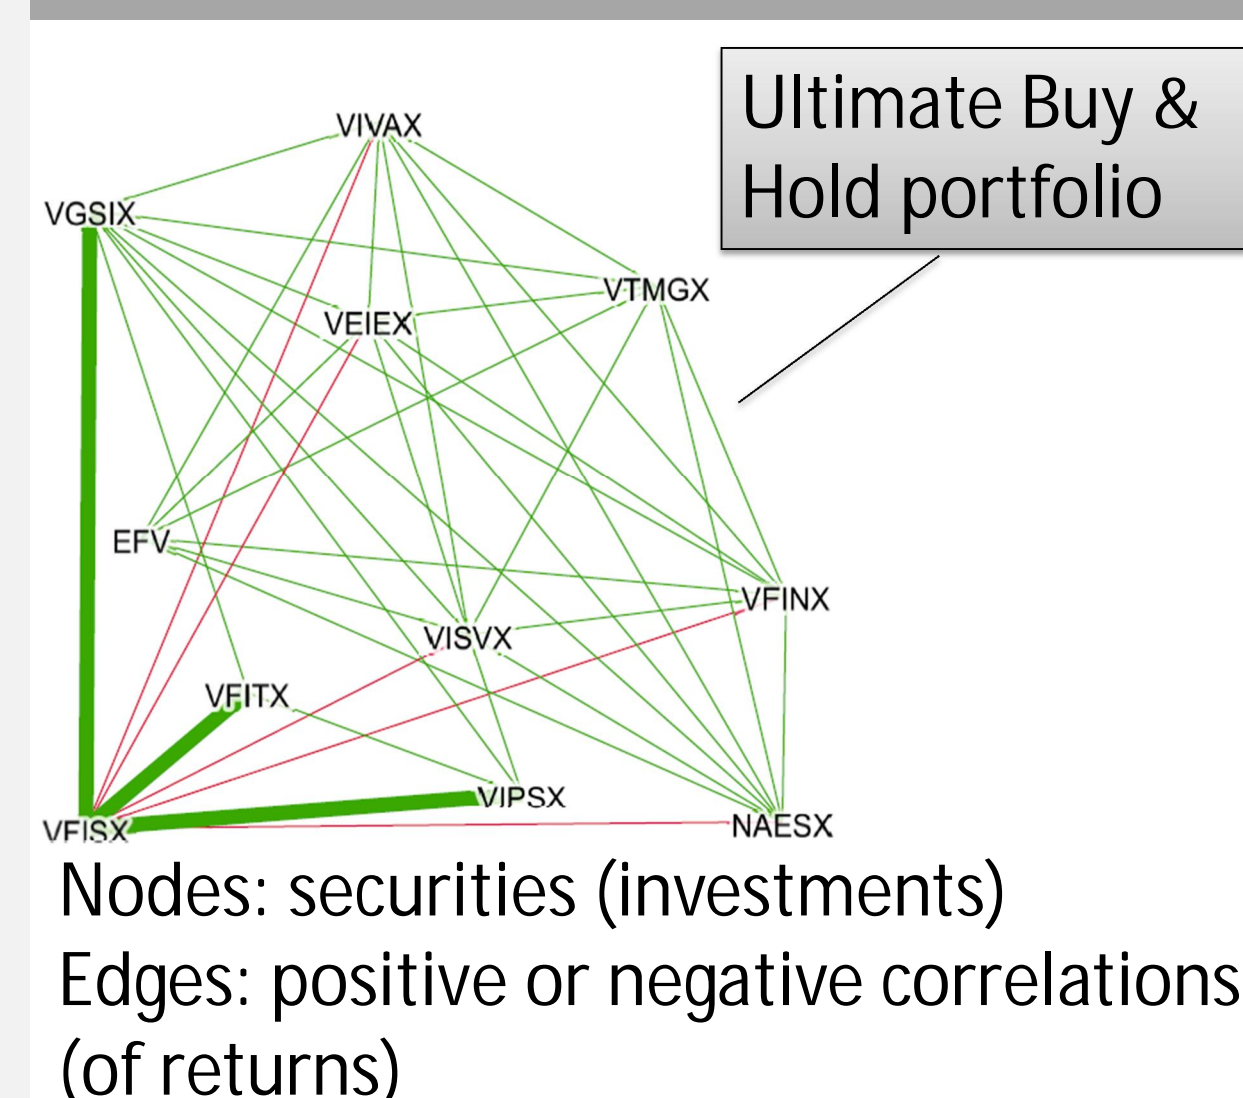 Ultimate Buy &
Hold portfolio
VIVAX
VGSIX
VTMGX
VEIEX
EFV
VFINX
VISVX
VFITX
VIPSX
VFISX
NAESX
Nodes: securities (investments)
Edges: positive or negative correlations
(of returns)